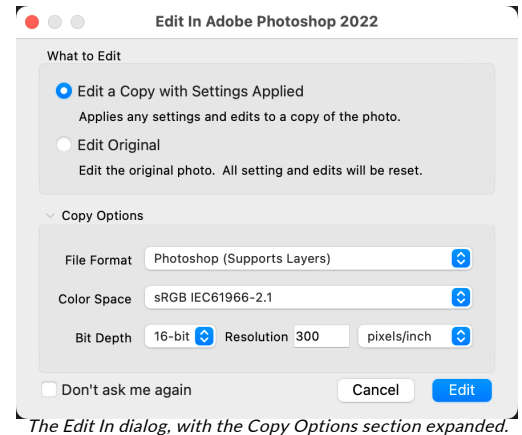 Edit In Adobe Photoshop 2022
What to Edit
Edit a Copy with Settings Applied
Applies any settings and edits to a copy of the photo.
Edit Original
Edit the original photo. All setting and edits will be reset.
Copy Options
File Format Photoshop (Supports Layers)
Color Space sRGB IEC61966-2.1
Bit Depth 16-bit Resolution 300 pixels/inch
Don't ask me again Cancel Edit
The Edit In dialog, with the Copy Options section expanded.